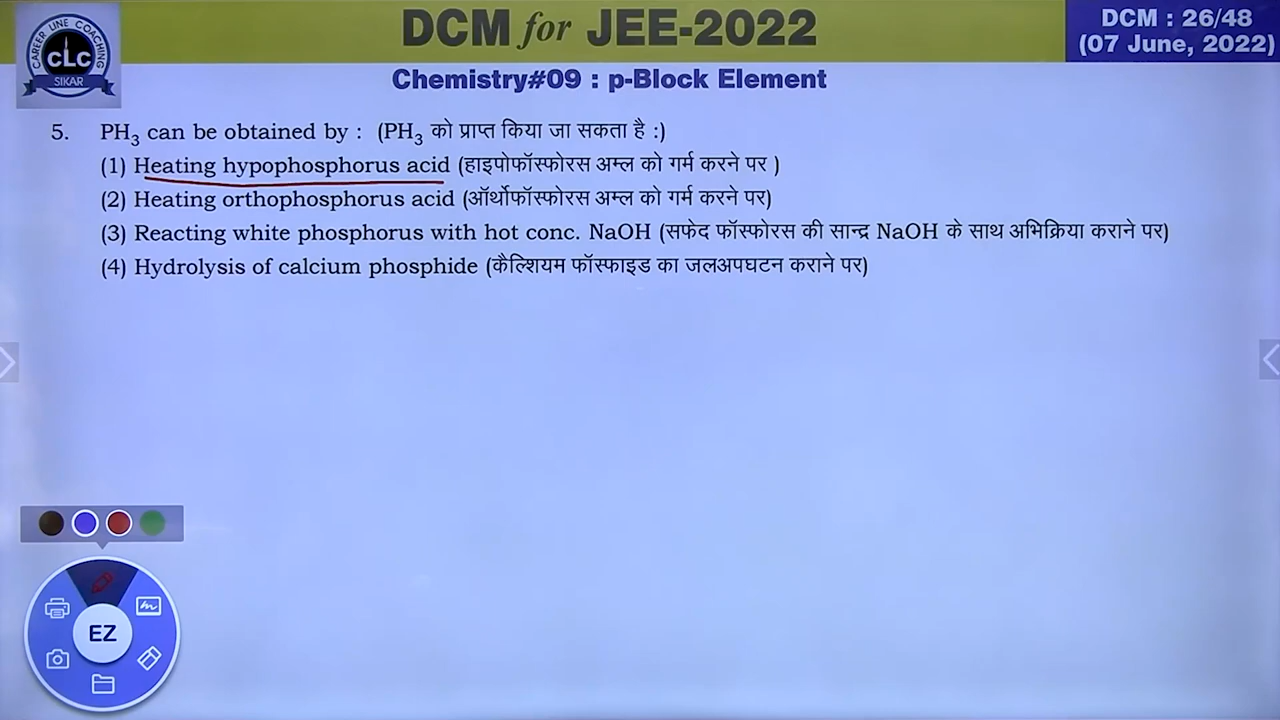 CAREER LINE COACHING
CLC
SIKAR
DCM for JEE-2022
DCM : 26/48
(07 June, 2022)
Chemistry#09 : p-Block Element
5. PH₃ can be obtained by : (PH₃ को प्राप्त किया जा सकता है :)
(1) Heating hypophosphorus acid (हाइपोफॉस्फोरस अम्ल को गर्म करने पर )
(2) Heating orthophosphorus acid (ऑर्थोफॉस्फोरस अम्ल को गर्म करने पर)
(3) Reacting white phosphorus with hot conc. NaOH (सफेद फॉस्फोरस की सान्द्र NaOH के साथ अभिक्रिया कराने पर)
(4) Hydrolysis of calcium phosphide (कैल्शियम फॉस्फाइड का जलअपघटन कराने पर)
EZ